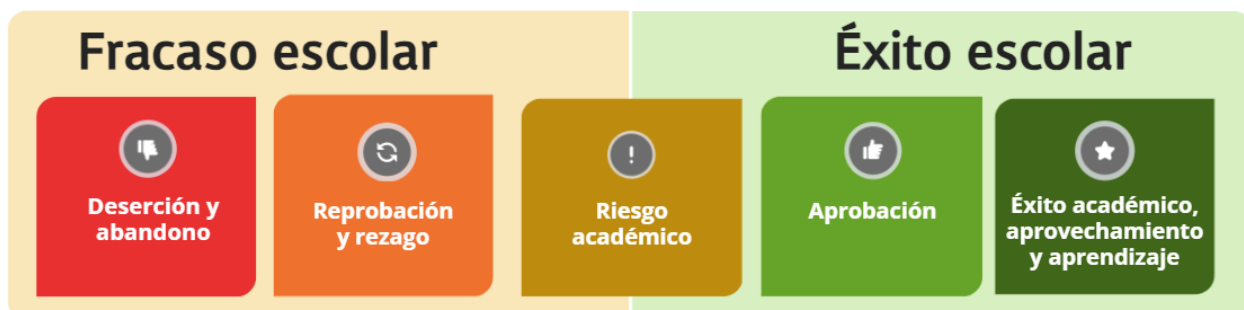 Fracaso escolar
Éxito escolar
Deserción y
abandono
Reprobación
y rezago
Riesgo
académico
Aprobación
Éxito académico,
aprovechamiento
y aprendizaje